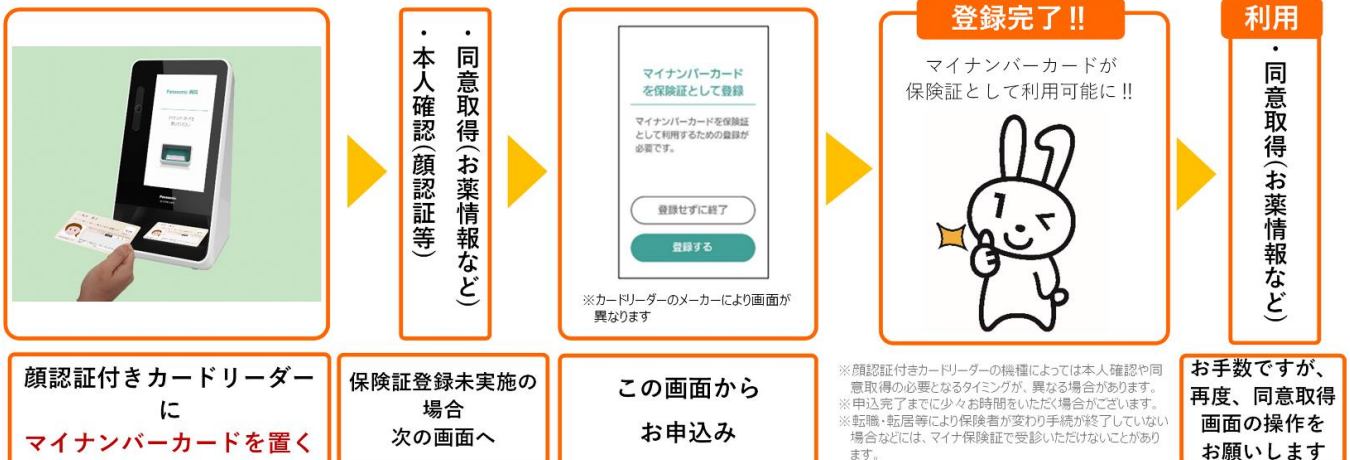 Panasonic 病院
Panasonic
顔認証付きカードリーダー
に
マイナンバーカードを置く
・同意取得(お薬情報など)
・本人確認(顔認証等)
保険証登録未実施の
場合
次の画面へ
マイナンバーカード
を保険証として登録
マイナンバーカードを保険証
として利用するための登録が
必要です。
登録せずに終了
登録する
※カードリーダーのメーカーにより画面が
異なります
この画面から
お申込み
登録完了!!
マイナンバーカードが
保険証として利用可能に!!
※顔認証付きカードリーダーの機種によっては本人確認や同
意取得の必要となるタイミングが、異なる場合があります。
※申込完了までに少々お時間をいただく場合がございます。
※転職・転居等により保険者が変わり手続が終了していない
場合などには、マイナ保険証で受診いただけないことがあり
ます。
利用
・同意取得(お薬情報など)
お手数ですが、
再度、同意取得
画面の操作を
お願いします